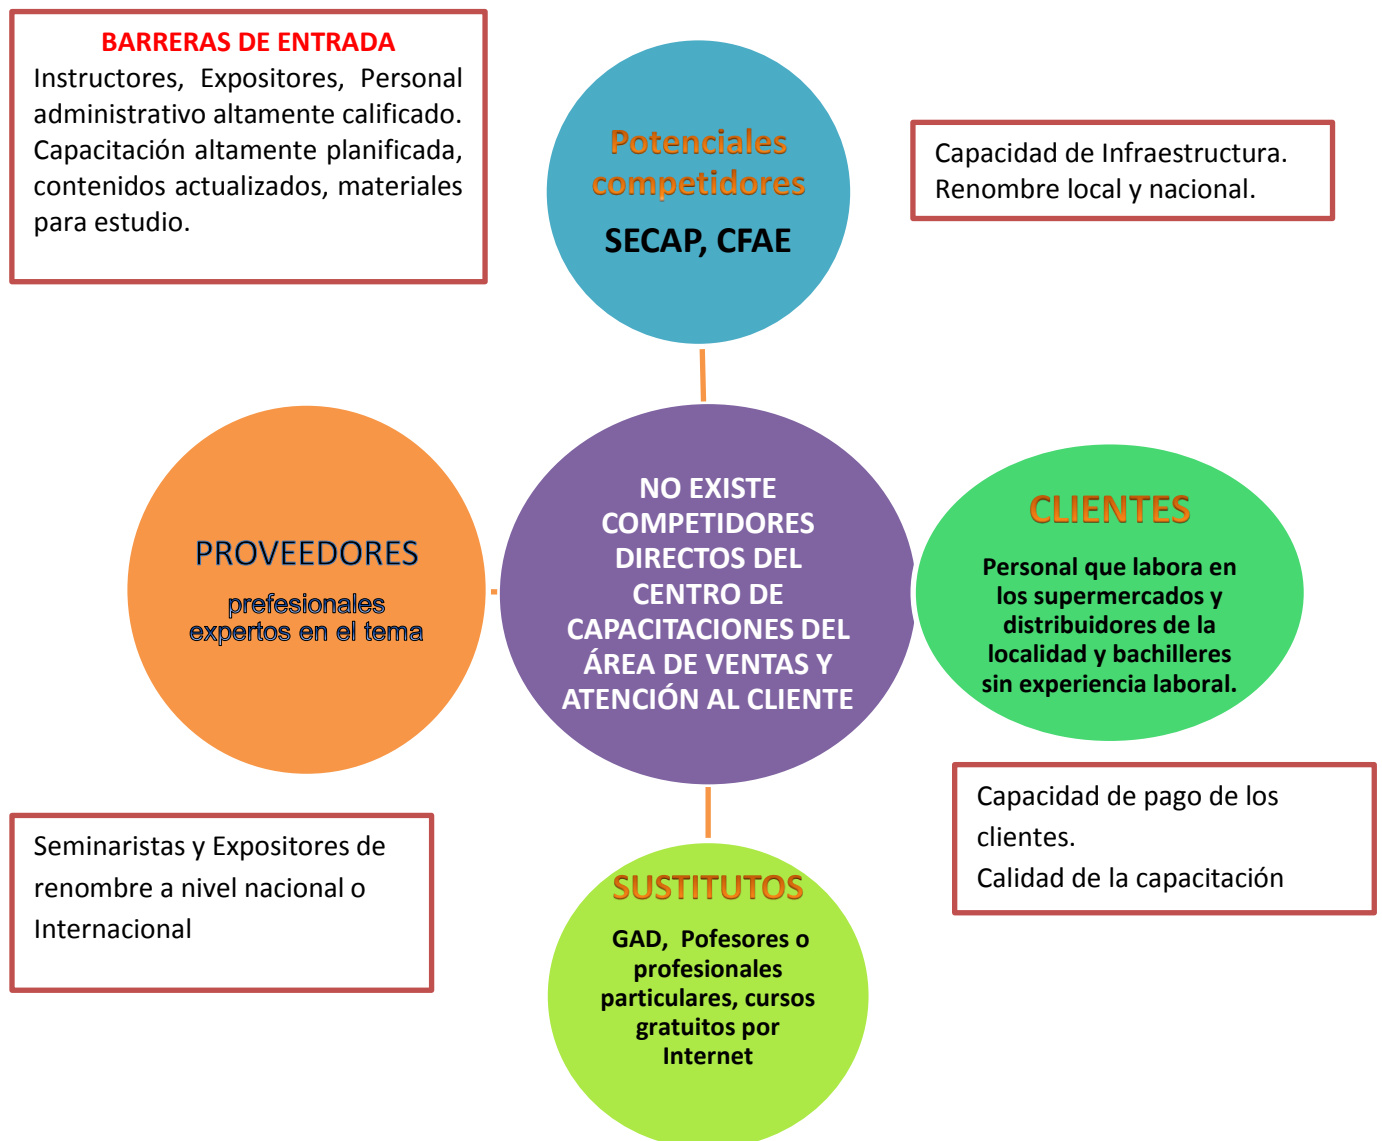 BARRERAS DE ENTRADA
Instructores, Expositores, Personal
administrativo altamente calificado.
Capacitación altamente planificada,
contenidos actualizados, materiales
para estudio.
Potenciales
competidores
SECAP, CFAE
Capacidad de Infraestructura.
Renombre local y nacional.
PROVEEDORES
prefesionales
expertos en el tema
NO EXISTE
COMPETIDORES
DIRECTOS DEL
CENTRO DE
CAPACITACIONES DEL
ÁREA DE VENTAS Y
ATENCIÓN AL CLIENTE
CLIENTES
Personal que labora en
los supermercados y
distribuidores de la
localidad y bachilleres
sin experiencia laboral.
Seminaristas y Expositores de
renombre a nivel nacional o
Internacional
SUSTITUTOS
GAD, Pofesores o
profesionales
particulares, cursos
gratuitos por
Internet
Capacidad de pago de los
clientes.
Calidad de la capacitación